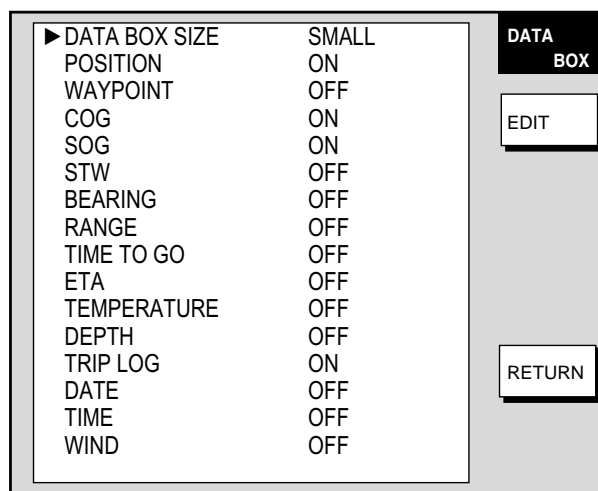 ▶DATA BOX SIZE SMALL
POSITION ON
WAYPOINT OFF
COG ON
SOG ON
STW OFF
BEARING OFF
RANGE OFF
TIME TO GO OFF
ETA OFF
TEMPERATURE OFF
DEPTH OFF
TRIP LOG ON
DATE OFF
TIME OFF
WIND OFF
DATA
BOX
EDIT
RETURN